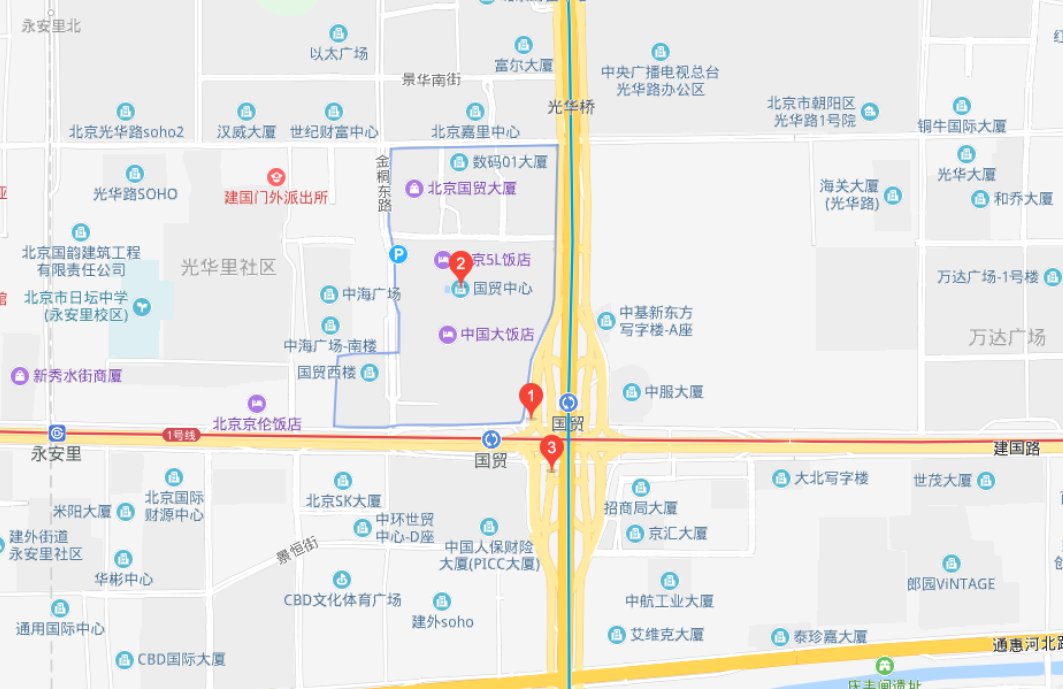 永安里北
以太广场
富尔大厦
中央广播电视总台
光华路办公区
景华南街
光华桥
北京光华路soho2
汉威大厦
世纪财富中心
北京嘉里中心
北京市朝阳区
光华路1号院
铜牛国际大厦
金桐东路
数码01大厦
光华大厦
光华路SOHO
建国门外派出所
北京国贸大厦
海关大厦
(光华路)
和乔大厦
北京国韵建筑工程
有限责任公司
光华里社区
P
2
京5L饭店
国贸中心
万达广场-1号楼
北京市日坛中学
(永安里校区)
中海广场
中基新东方
写字楼-A座
中海广场-南楼
中国大饭店
万达广场
新秀水街商厦
国贸西楼
中服大厦
1
北京京伦饭店
国贸
1号线
永安里
国贸
3
建国路
北京国际
财源中心
北京SK大厦
大北写字楼
世茂大厦
米阳大厦
招商局大厦
建外街道
永安里社区
中环世贸
中心-D座
京汇大厦
景恒街
中国人保财险
大厦(PICC大厦)
华彬中心
郎园ViNTAGE
CBD文化体育广场
中航工业大厦
建外soho
通用国际中心
艾维克大厦
泰珍嘉大厦
通惠河北路
CBD国际大厦
庆丰闸遗址